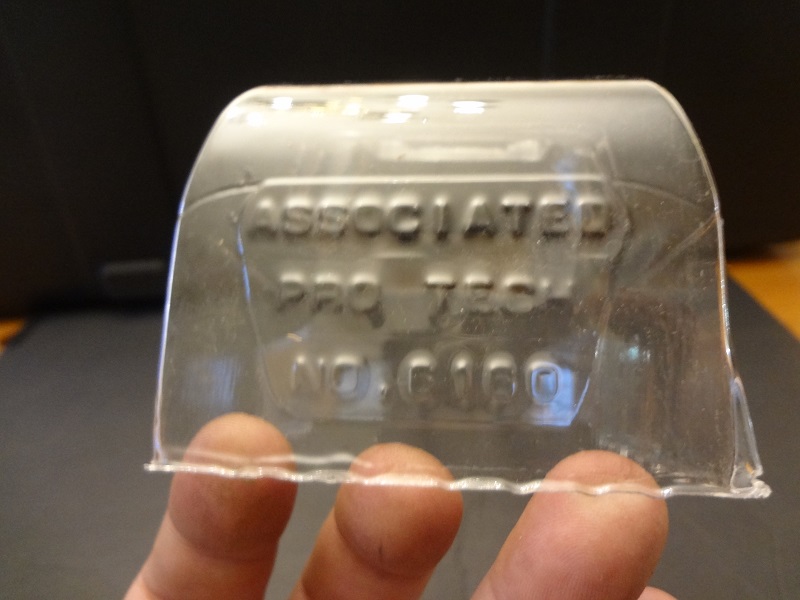 ASSOCIATED
PRO TECH
NO. 6160